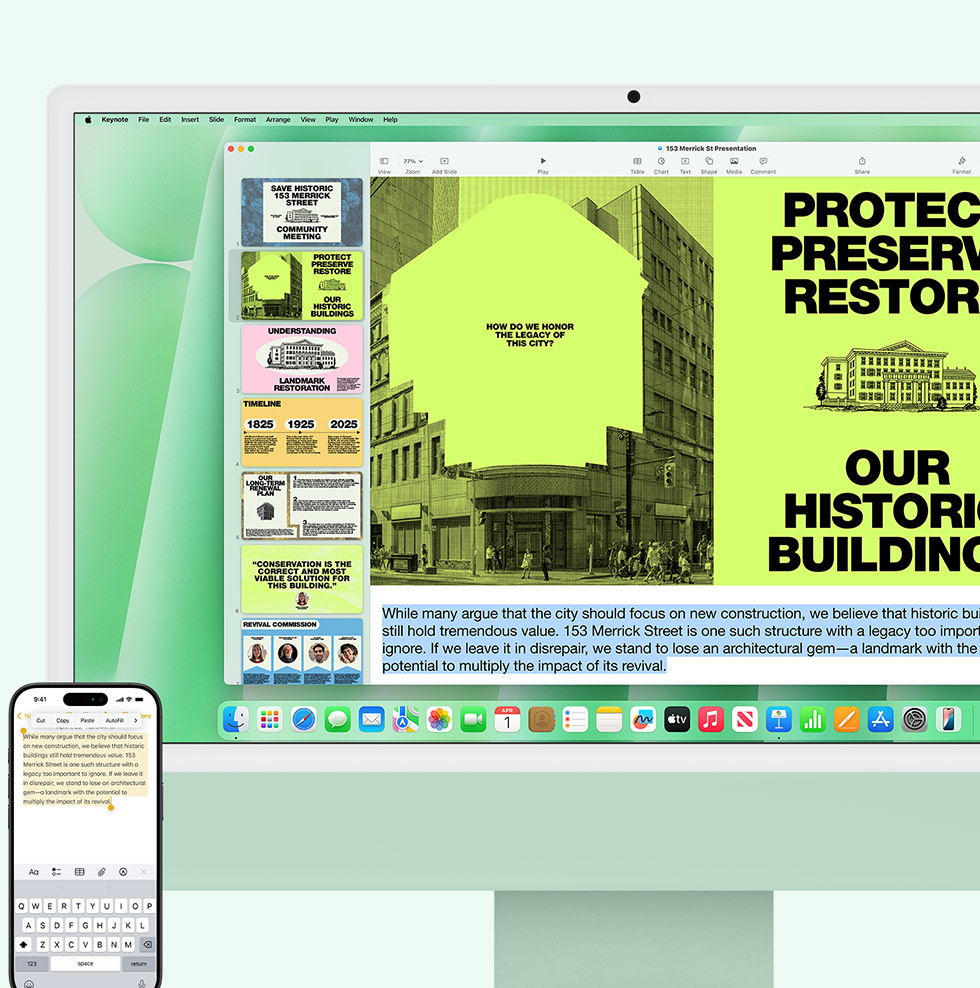 Keynote File Edit Insert Slide Format Arrange View Play Window Help
153 Merrick St Presentation
77%
View Zoom Add Slide Play Table Chart Text Shape Media Comment Share Format
SAVE HISTORIC
153 MERRICK
STREET
COMMUNITY
MEETING
1
PROTECT
PRESERVE
RESTORE
OUR
HISTORIC
BUILDINGS
2
UNDERSTANDING
LANDMARK
RESTORATION
3
TIMELINE
1825 1925 2025
4
OUR
LONG-TERM
RENEWAL
PLAN
1
2
3
5
“CONSERVATION IS THE
CORRECT AND MOST
VIABLE SOLUTION FOR
THIS BUILDING.”
6
REVIVAL COMMISSION
HOW DO WE HONOR
THE LEGACY OF
THIS CITY?
PROTEC
PRESERV
RESTOR
OUR
HISTORI
BUILDING
While many argue that the city should focus on new construction, we believe that historic bui
still hold tremendous value. 153 Merrick Street is one such structure with a legacy too impor
ignore. If we leave it in disrepair, we stand to lose an architectural gem—a landmark with the
potential to multiply the impact of its revival.
APR
1
tv
9:41
Cut Copy Paste AutoFill
While many argue that the city should focus
on new construction, we believe that historic
buildings still hold tremendous value. 153
Merrick Street is one such structure with a
legacy too important to ignore. If we leave it
in disrepair, we stand to lose an architectural
gem—a landmark with the potential to
multiply the impact of its revival.
Aa
Q W E R T Y U I O P
A S D F G H J K L
Z X C V B N M
123 space return